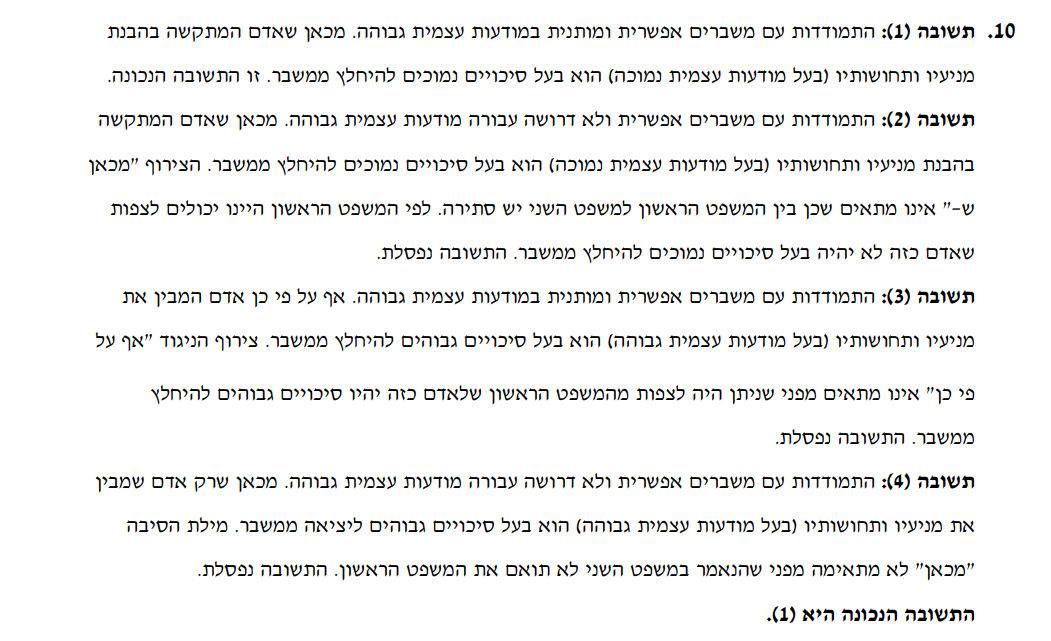 10. תשובה (1): התמודדות עם משברים אפשרית ומותנית במודעות עצמית גבוהה. מכאן שאדם המתקשה בהבנת
מניעיו ותחושותיו (בעל מודעות עצמית נמוכה) הוא בעל סיכויים נמוכים להיחלץ ממשבר. זו התשובה הנכונה.
תשובה (2): התמודדות עם משברים אפשרית ולא דרושה עבורה מודעות עצמית גבוהה. מכאן שאדם המתקשה
בהבנת מניעיו ותחושותיו (בעל מודעות עצמית נמוכה) הוא בעל סיכויים נמוכים להיחלץ ממשבר. הצירוף "מכאן
ש-" אינו מתאים שכן בין המשפט הראשון למשפט השני יש סתירה. לפי המשפט הראשון היינו יכולים לצפות
שאדם כזה לא יהיה בעל סיכויים נמוכים להיחלץ ממשבר. התשובה נפסלת.
תשובה (3): התמודדות עם משברים אפשרית ומותנית במודעות עצמית גבוהה. אף על פי כן אדם המבין את
מניעיו ותחושותיו (בעל מודעות עצמית גבוהה) הוא בעל סיכויים גבוהים להיחלץ ממשבר. צירוף הניגוד "אף על
פי כן" אינו מתאים מפני שניתן היה לצפות מהמשפט הראשון שלאדם כזה יהיו סיכויים גבוהים להיחלץ
ממשבר. התשובה נפסלת.
תשובה (4): התמודדות עם משברים אפשרית ולא דרושה עבורה מודעות עצמית גבוהה. מכאן שרק אדם שמבין
את מניעיו ותחושותיו (בעל מודעות עצמית גבוהה) הוא בעל סיכויים גבוהים ליציאה ממשבר. מילת הסיבה
"מכאן" לא מתאימה מפני שהנאמר במשפט השני לא תואם את המשפט הראשון. התשובה נפסלת.
התשובה הנכונה היא (1).